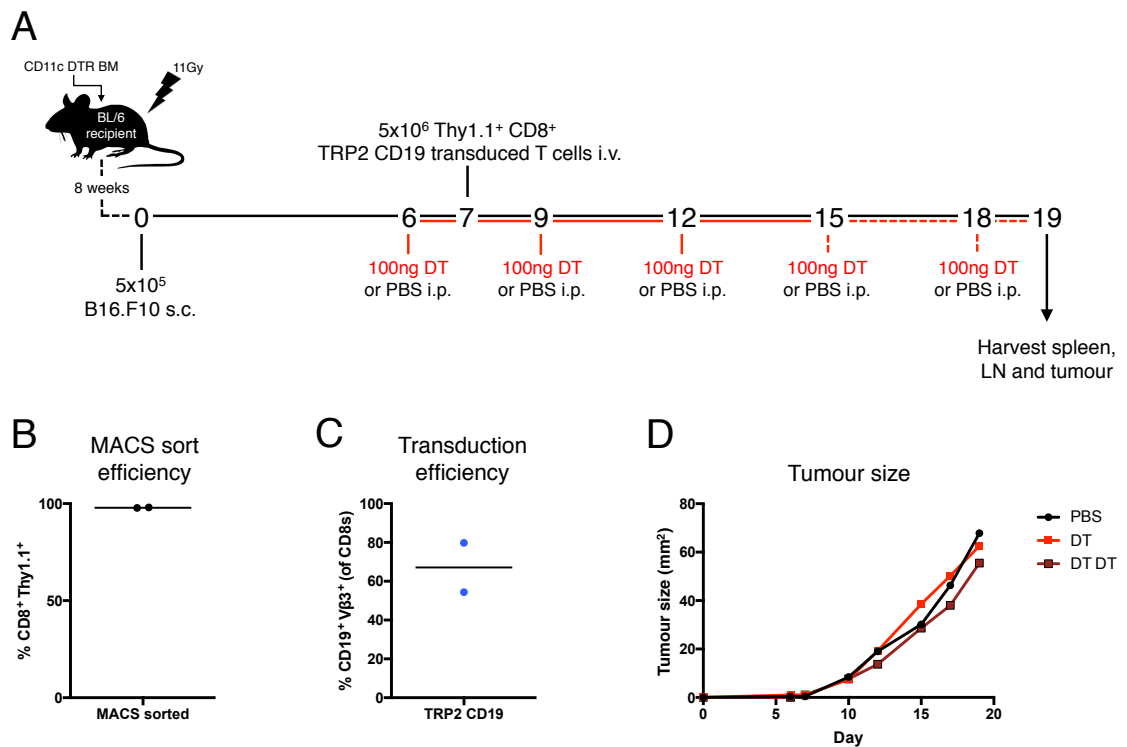 A
CD11c DTR BM
11Gy
BL/6
recipient
8 weeks
5x10⁶ Thy1.1⁺ CD8⁺
TRP2 CD19 transduced T cells i.v.
0 6 7 9 12 15 18 19
5x10⁵
B16.F10 s.c.
100ng DT
or PBS i.p.
100ng DT
or PBS i.p.
100ng DT
or PBS i.p.
100ng DT
or PBS i.p.
100ng DT
or PBS i.p.
Harvest spleen,
LN and tumour
B
MACS sort
efficiency
% CD8⁺ Thy1.1⁺
100
50
0
MACS sorted
C
Transduction
efficiency
% CD19⁺ Vβ3⁺ (of CD8s)
100
80
60
40
20
0
TRP2 CD19
D
Tumour size
Tumour size (mm²)
80
60
40
20
0
0 5 10 15 20
Day
PBS
DT
DT DT